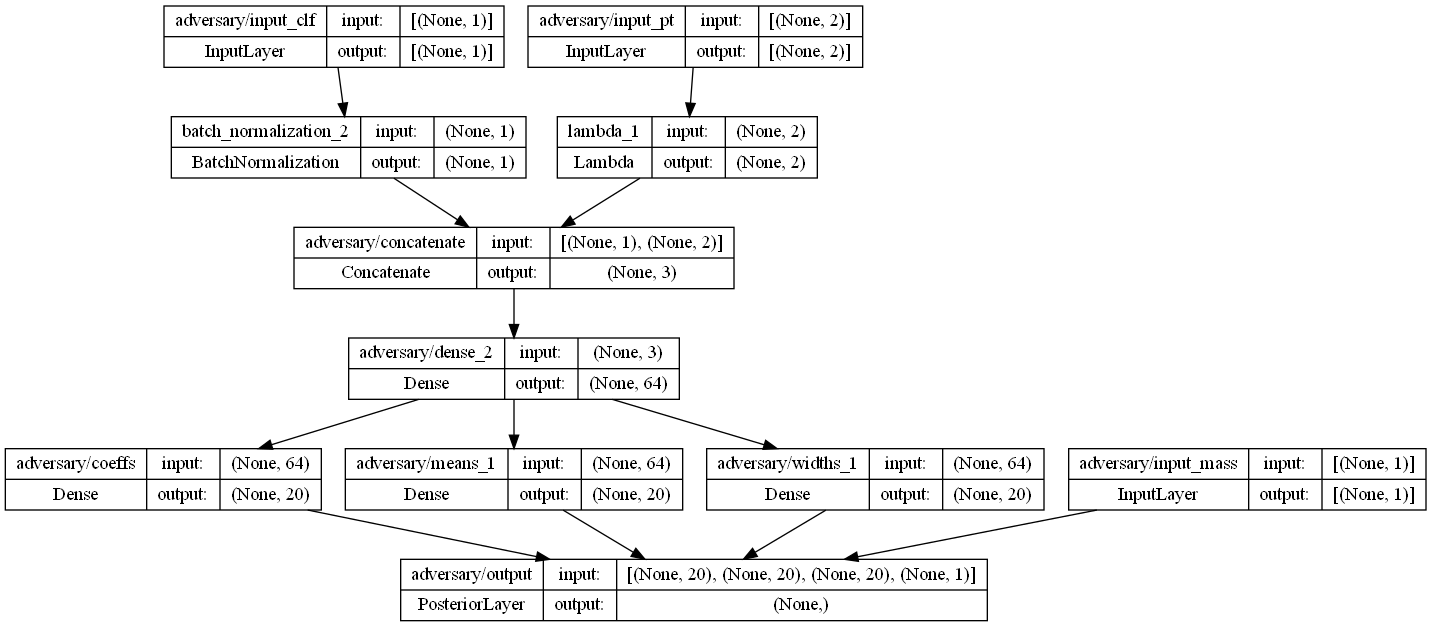 adversary/input_clf input: [(None, 1)]
InputLayer output: [(None, 1)]
adversary/input_pt input: [(None, 2)]
InputLayer output: [(None, 2)]
batch_normalization_2 input: (None, 1)
BatchNormalization output: (None, 1)
lambda_1 input: (None, 2)
Lambda output: (None, 2)
adversary/concatenate input: [(None, 1), (None, 2)]
Concatenate output: (None, 3)
adversary/dense_2 input: (None, 3)
Dense output: (None, 64)
adversary/coeffs input: (None, 64)
Dense output: (None, 20)
adversary/means_1 input: (None, 64)
Dense output: (None, 20)
adversary/widths_1 input: (None, 64)
Dense output: (None, 20)
adversary/input_mass input: [(None, 1)]
InputLayer output: [(None, 1)]
adversary/output input: [(None, 20), (None, 20), (None, 20), (None, 1)]
PosteriorLayer output: (None,)